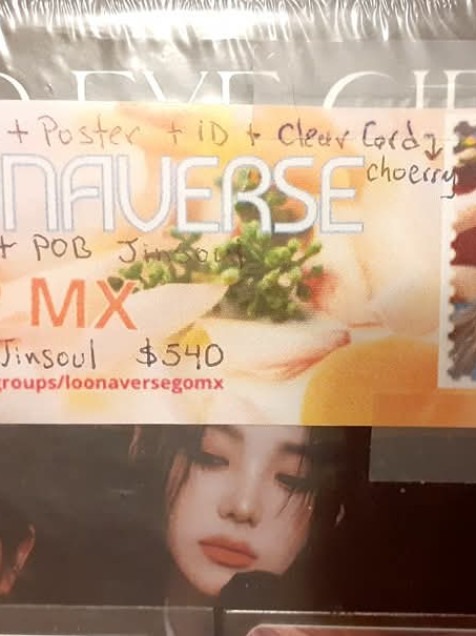 + Poster + iD + Clear Card
choerry
NAVERSE
+ POB Jinsoul
MX
Jinsoul $540
groups/loonaversegomx